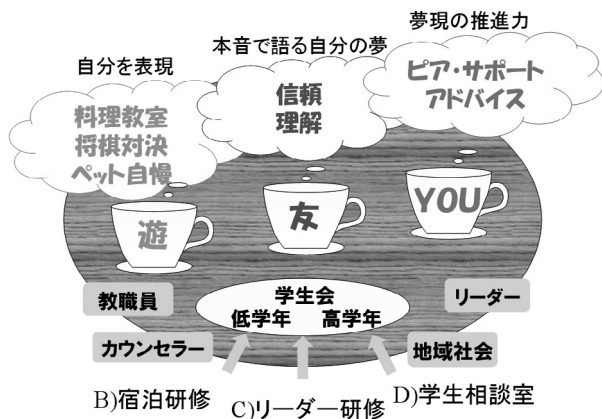 夢現の推進力
本音で語る自分の夢
自分を表現
ピア・サポート
アドバイス
信頼
理解
料理教室
将棋対決
ペット自慢
遊
友
YOU
教職員
学生会
リーダー
低学年 高学年
カウンセラー
地域社会
B)宿泊研修
C)リーダー研修
D)学生相談室